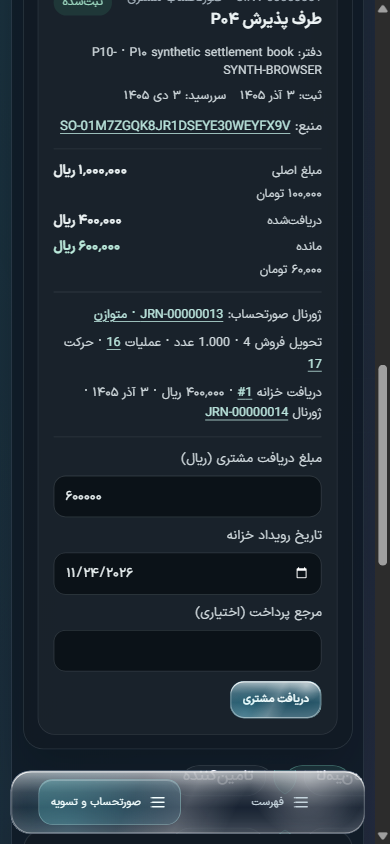 ثبت‌شده
طرف پذیرش P04
دفتر: P10 synthetic settlement book · P10-
SYNTH-BROWSER
ثبت: ۳ آذر ۱۴۰۵ سررسید: ۳ دی ۱۴۰۵
منبع: SO-01M7ZGQK8JR1DSEYE30WEYFX9V
مبلغ اصلی ۱٬۰۰۰٬۰۰۰ ریال
۱۰۰٬۰۰۰ تومان
دریافت‌شده ۴۰۰٬۰۰۰ ریال
مانده ۶۰۰٬۰۰۰ ریال
۶۰٬۰۰۰ تومان
ژورنال صورتحساب: JRN-00000013 · متوازن
تحویل فروش 4 · 1.000 عدد · عملیات 16 · حرکت
17
دریافت خزانه #1 · ۴۰۰٬۰۰۰ ریال · ۳ آذر ۱۴۰۵ ·
ژورنال JRN-00000014
مبلغ دریافت مشتری (ریال)
۶۰۰۰۰۰
تاریخ رویداد خزانه
۱۱/۲۴/۲۰۲۶
مرجع پرداخت (اختیاری)
دریافت مشتری
تامین‌کننده
فهرست
صورتحساب و تسویه